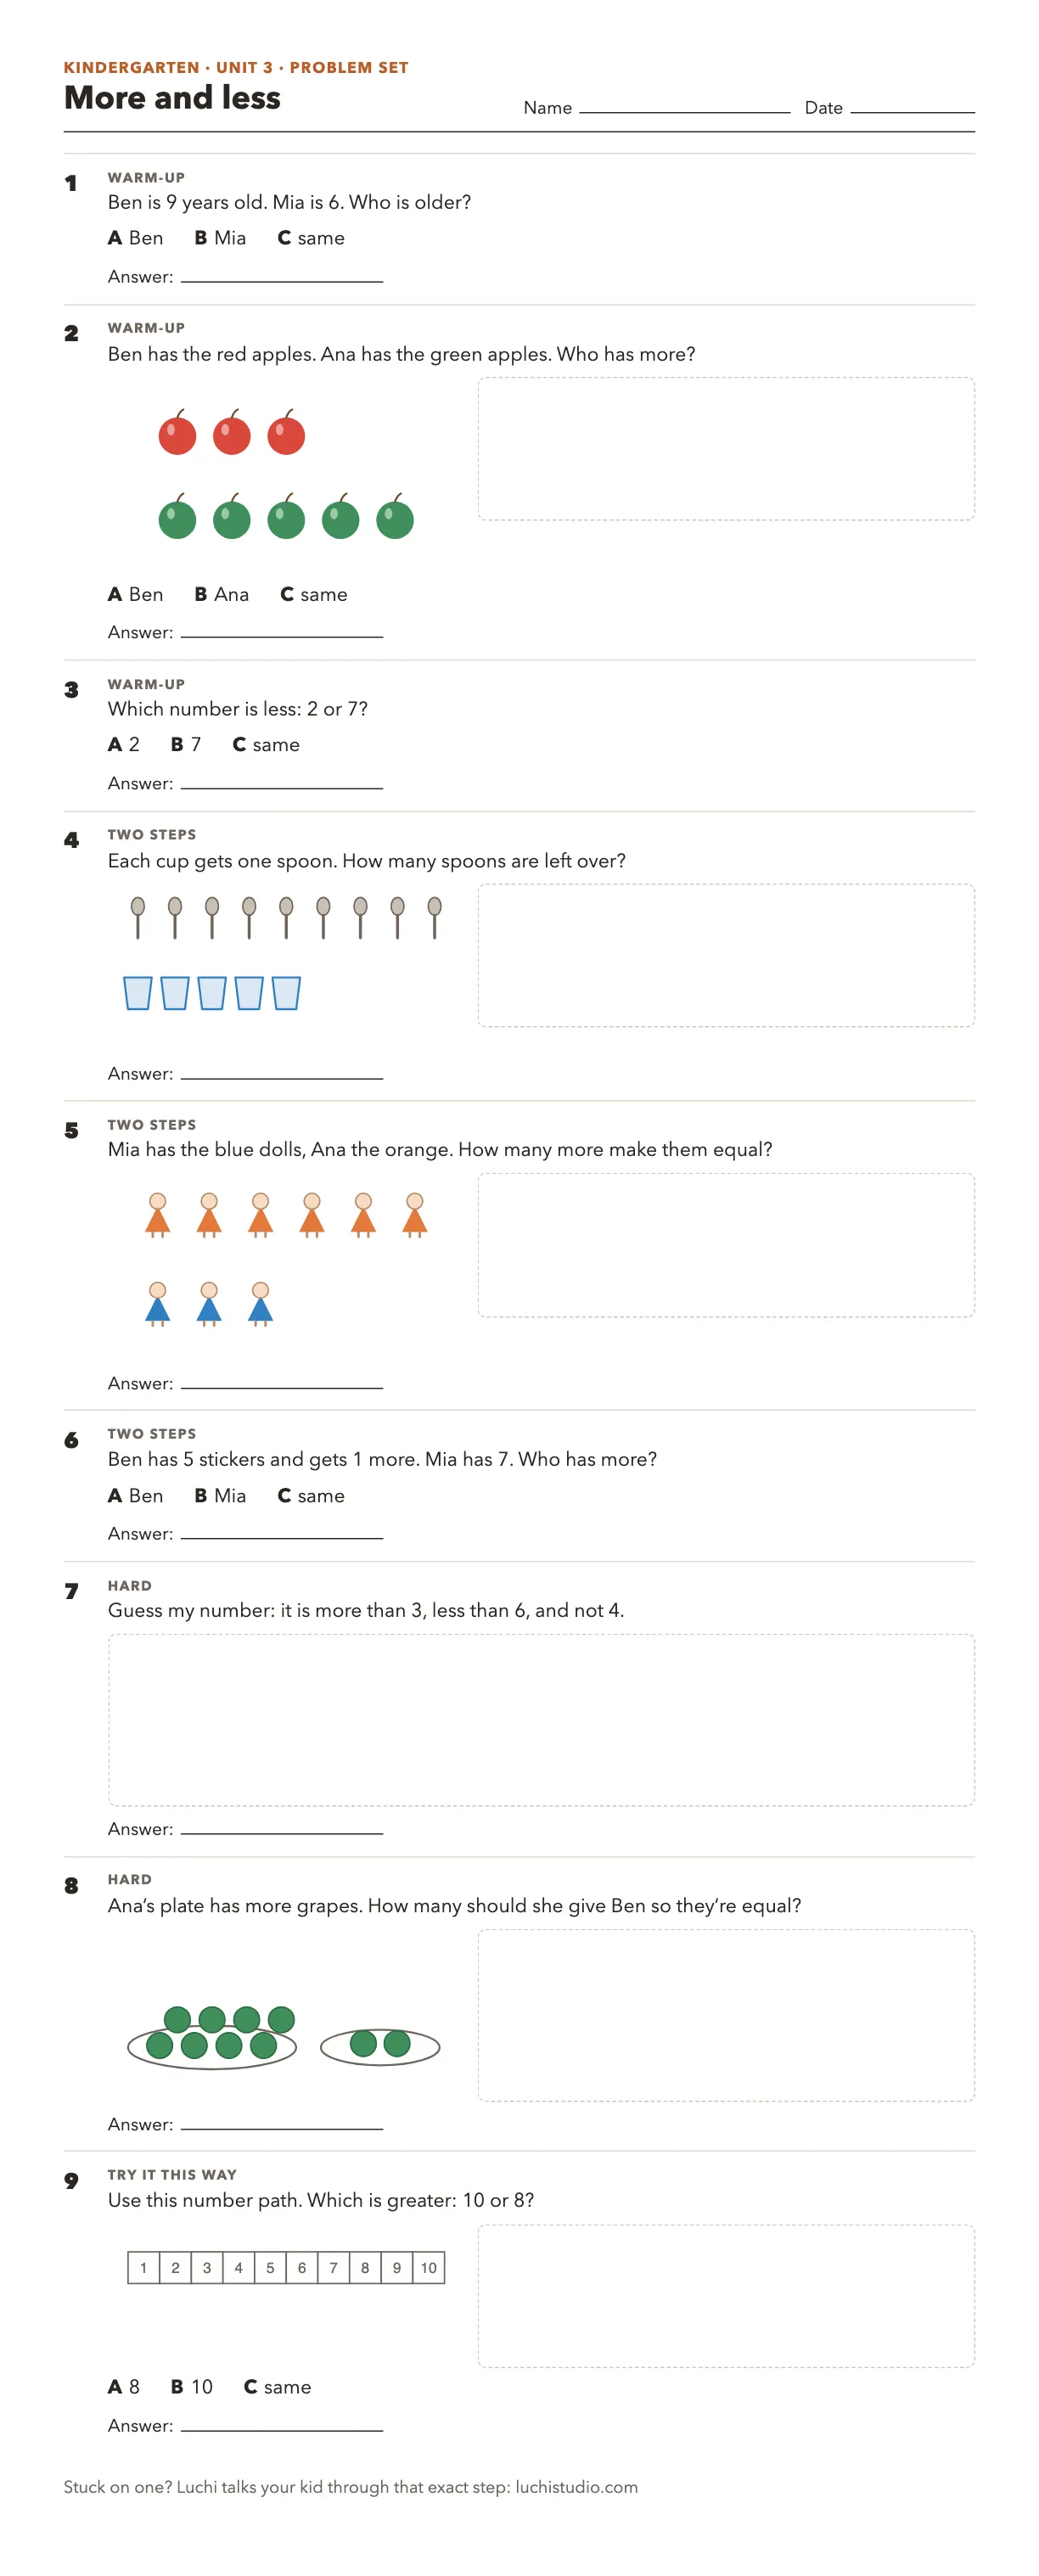 KINDERGARTEN · UNIT 3 · PROBLEM SET
More and less
Name Date
1
WARM-UP
Ben is 9 years old. Mia is 6. Who is older?
A Ben B Mia C same
Answer:
2
WARM-UP
Ben has the red apples. Ana has the green apples. Who has more?
A Ben B Ana C same
Answer:
3
WARM-UP
Which number is less: 2 or 7?
A 2 B 7 C same
Answer:
4
TWO STEPS
Each cup gets one spoon. How many spoons are left over?
Answer:
5
TWO STEPS
Mia has the blue dolls, Ana the orange. How many more make them equal?
Answer:
6
TWO STEPS
Ben has 5 stickers and gets 1 more. Mia has 7. Who has more?
A Ben B Mia C same
Answer:
7
HARD
Guess my number: it is more than 3, less than 6, and not 4.
Answer:
8
HARD
Ana’s plate has more grapes. How many should she give Ben so they’re equal?
Answer:
9
TRY IT THIS WAY
Use this number path. Which is greater: 10 or 8?
1 2 3 4 5 6 7 8 9 10
A 8 B 10 C same
Answer:
Stuck on one? Luchi talks your kid through that exact step: luchistudio.com